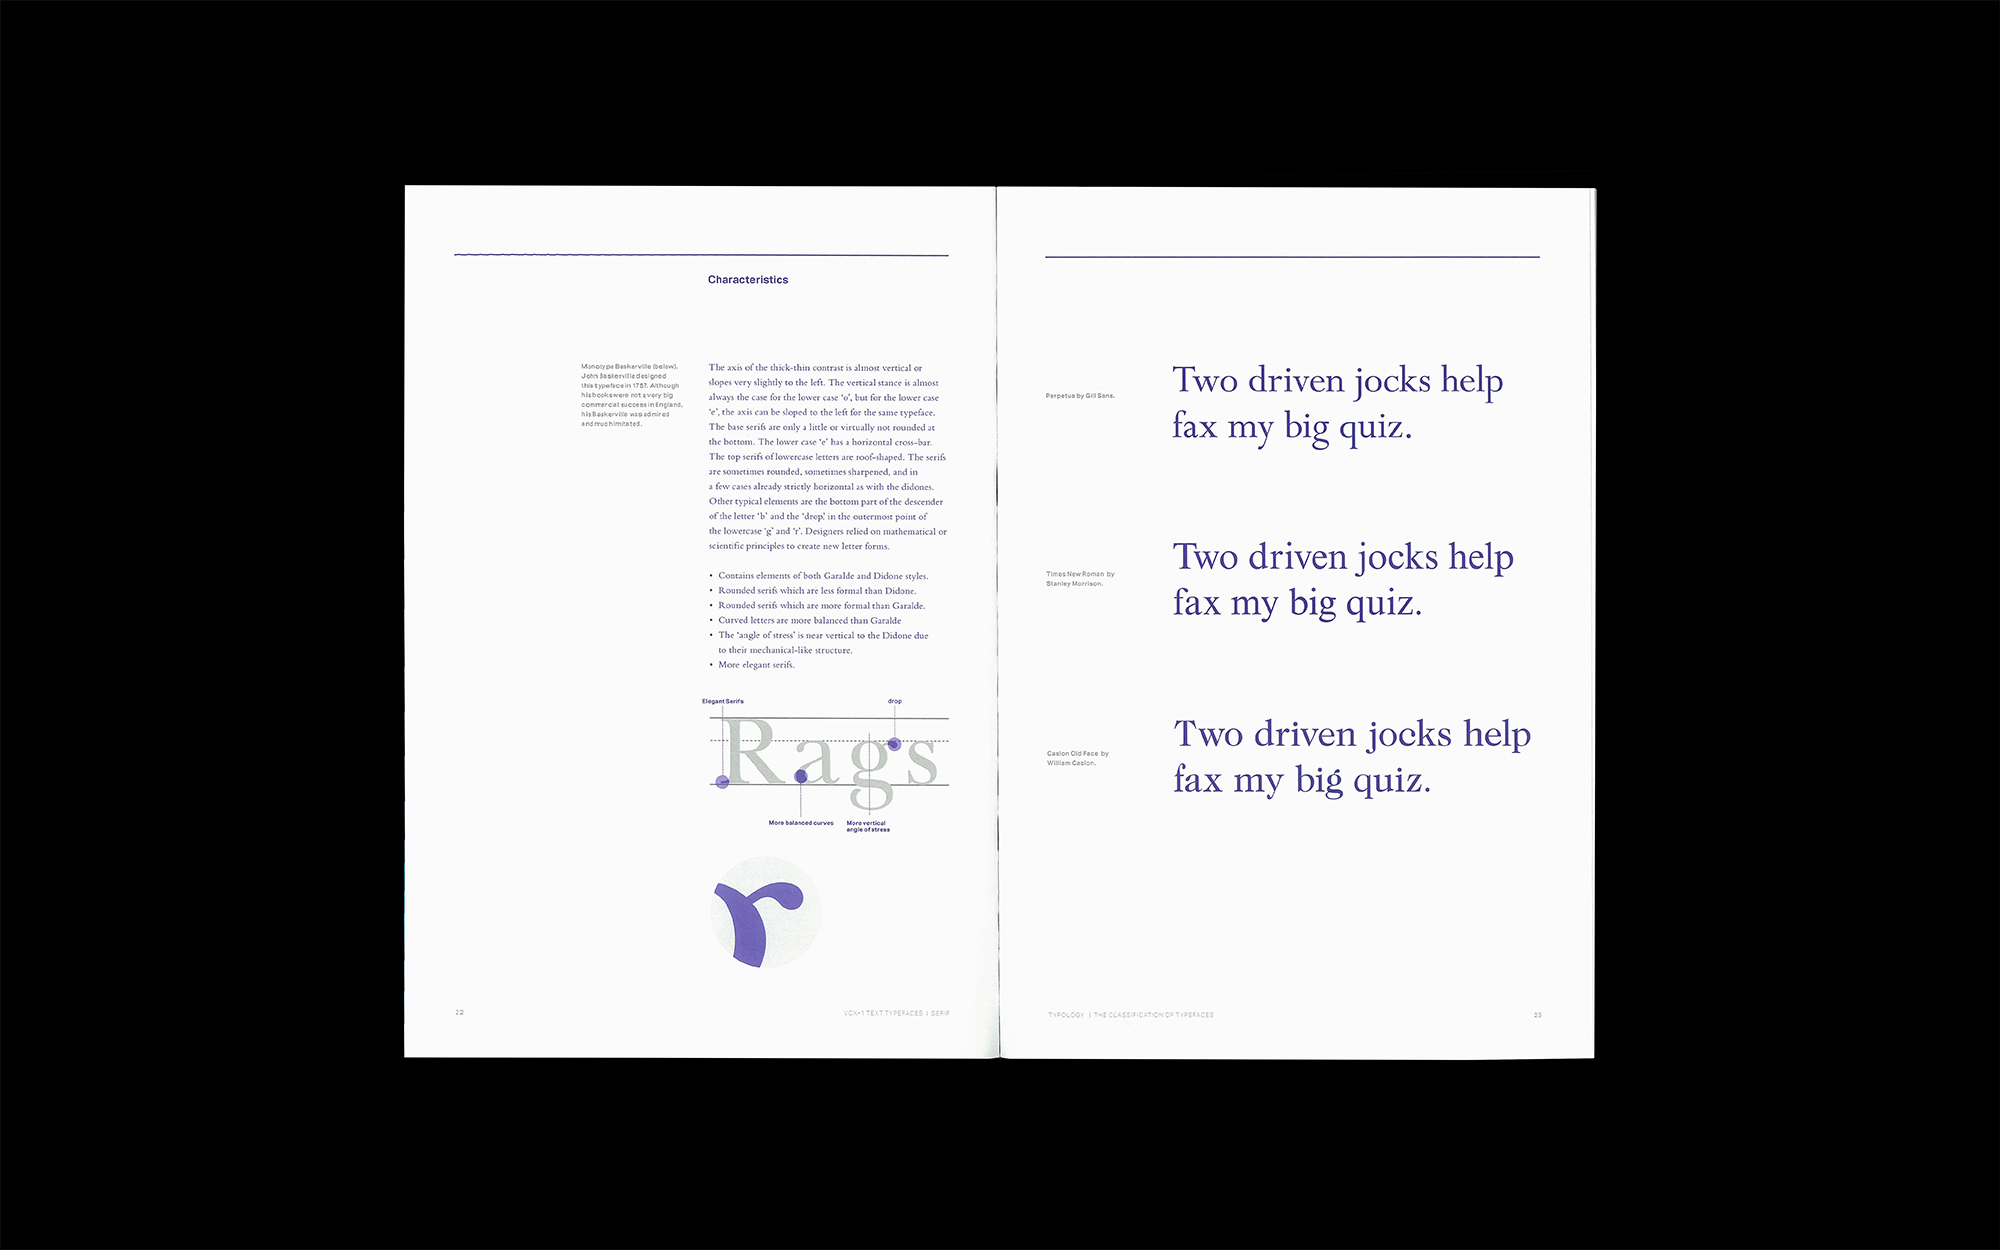 Characteristics
Monotype Baskerville (below).
John Baskerville designed
this typeface in 1757. Although
his books were not a very big
commercial success in England,
his Baskerville was admired
and much imitated.
The axis of the thick-thin contrast is almost vertical or
slopes very slightly to the left. The vertical stance is almost
always the case for the lower case ‘o’, but for the lower case
‘e’, the axis can be sloped to the left for the same typeface.
The base serifs are only a little or virtually not rounded at
the bottom. The lower case ‘e’ has a horizontal cross-bar.
The top serifs of lowercase letters are roof-shaped. The serifs
are sometimes rounded, sometimes sharpened, and in
a few cases already strictly horizontal as with the didones.
Other typical elements are the bottom part of the descender
of the letter ‘b’ and the ‘drop,’ in the outermost point of
the lowercase ‘g’ and ‘r’. Designers relied on mathematical or
scientific principles to create new letter forms.
• Contains elements of both Garalde and Didone styles.
• Rounded serifs which are less formal than Didone.
• Rounded serifs which are more formal than Garalde.
• Curved letters are more balanced than Garalde
• The ‘angle of stress’ is near vertical to the Didone due
to their mechanical-like structure.
• More elegant serifs.
Elegant Serifs
drop
Rags
More balanced curves
More vertical
angle of stress
r
22
VOX-1 TEXT TYPEFACES | SERIF
Perpetua by Gill Sans.
Two driven jocks help
fax my big quiz.
Times New Roman by
Stanley Morrison.
Two driven jocks help
fax my big quiz.
Caslon Old Face by
William Caslon.
Two driven jocks help
fax my big quiz.
TYPOLOGY | THE CLASSIFICATION OF TYPEFACES
23